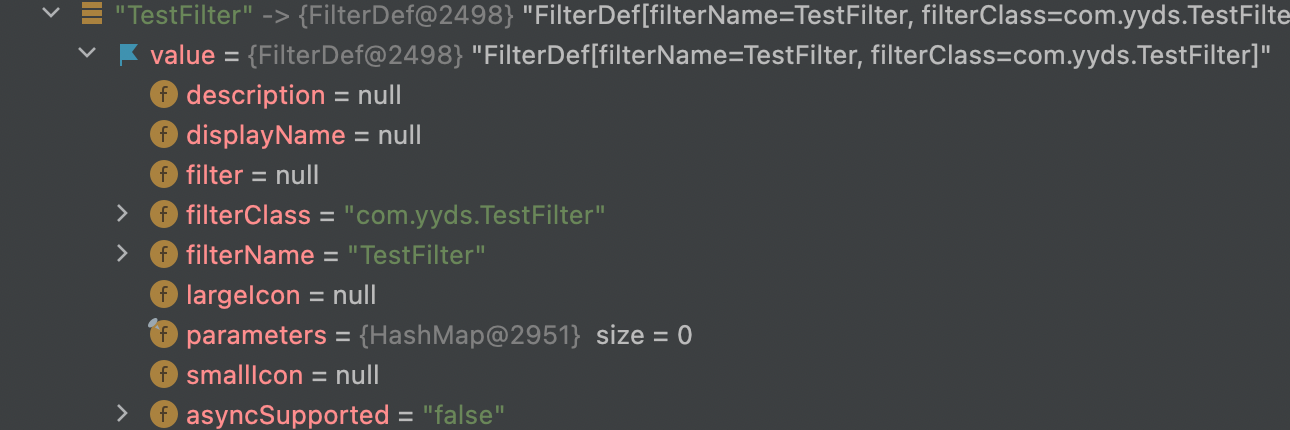 "TestFilter" -> {FilterDef@2498} "FilterDef[filterName=TestFilter, filterClass=com.yyds.TestFilte
value = {FilterDef@2498} "FilterDef[filterName=TestFilter, filterClass=com.yyds.TestFilter]"
f description = null
f displayName = null
f filter = null
f filterClass = "com.yyds.TestFilter"
f filterName = "TestFilter"
f largeIcon = null
f parameters = {HashMap@2951} size = 0
f smallIcon = null
f asyncSupported = "false"